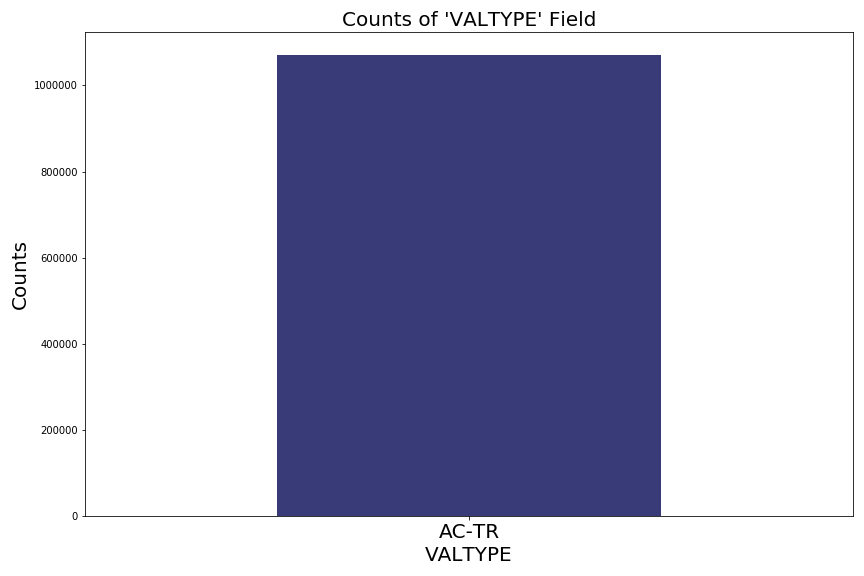 Counts of 'VALTYPE' Field
Counts
1000000
800000
600000
400000
200000
0
AC-TR
VALTYPE